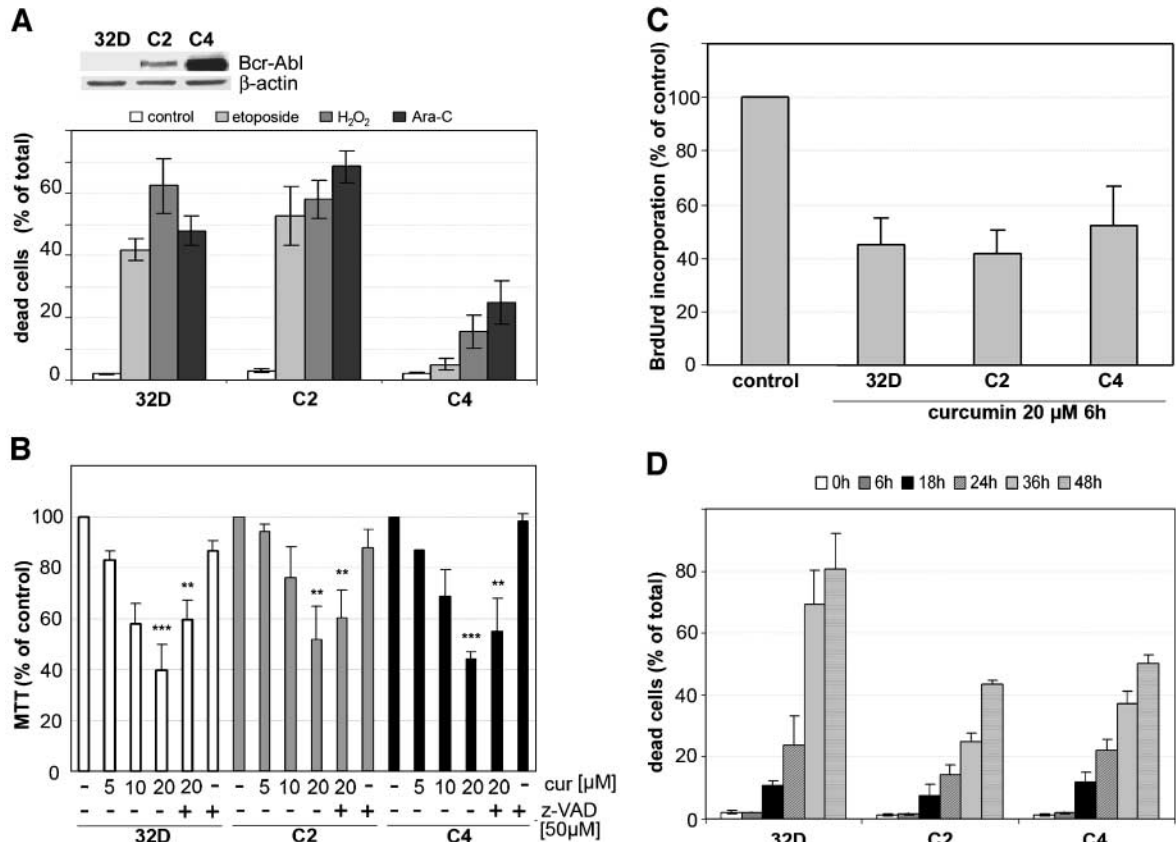 A
32D C2 C4
Bcr-Abl
β-actin
control etoposide H₂O₂ Ara-C
dead cells (% of total)
60
40
20
0
32D C2 C4
B
MTT (% of control)
100
80
60
40
20
0
*** ** ** ** *** **
- 5 10 20 20 - - 5 10 20 20 - - 5 10 20 20 - cur [µM]
- - - - + + - - - - + + - - - - + + z-VAD
32D C2 C4 [50µM]
C
BrdUrd incorporation (% of control)
100
80
60
40
20
0
control 32D C2 C4
curcumin 20 µM 6h
D
0h 6h 18h 24h 36h 48h
dead cells (% of total)
80
60
40
20
0
32D C2 C4